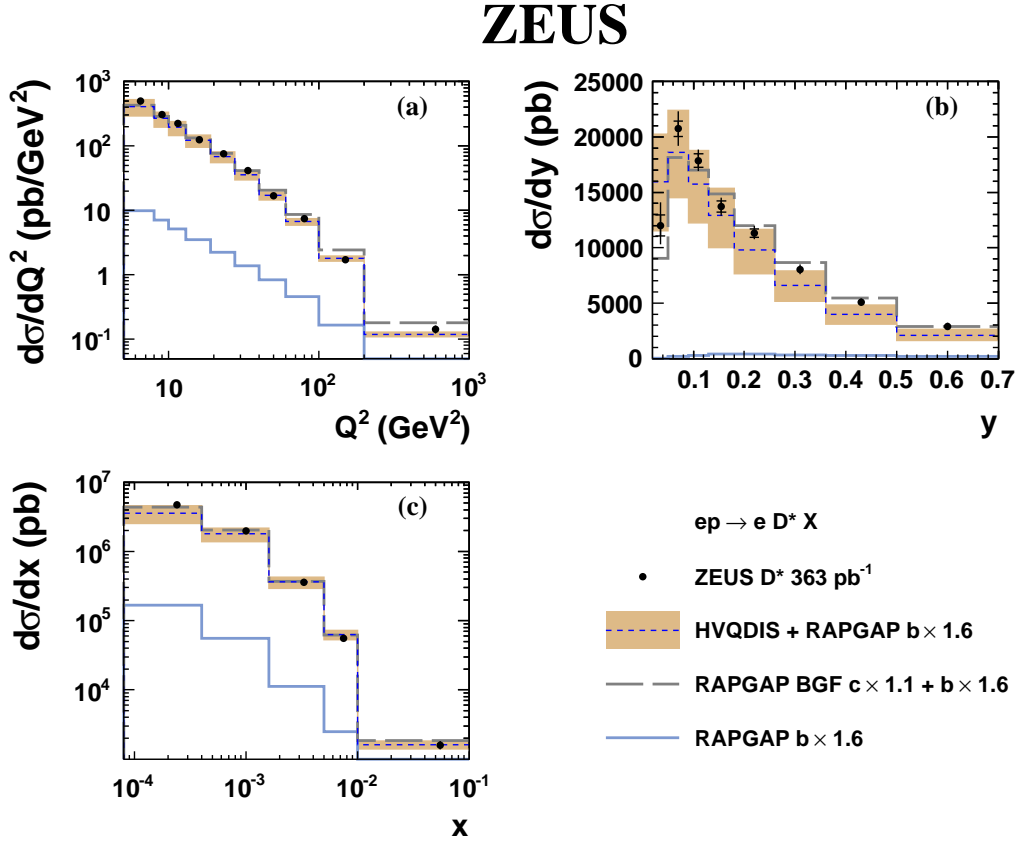 ZEUS
(a)
dσ/dQ² (pb/GeV²)
10³
10²
10
1
10⁻¹
10
10²
10³
Q² (GeV²)
(b)
dσ/dy (pb)
25000
20000
15000
10000
5000
0
0.1 0.2 0.3 0.4 0.5 0.6 0.7
y
(c)
dσ/dx (pb)
10⁷
10⁶
10⁵
10⁴
10⁻⁴ 10⁻³ 10⁻² 10⁻¹
x
ep → e D* X
ZEUS D* 363 pb⁻¹
HVQDIS + RAPGAP b × 1.6
RAPGAP BGF c × 1.1 + b × 1.6
RAPGAP b × 1.6